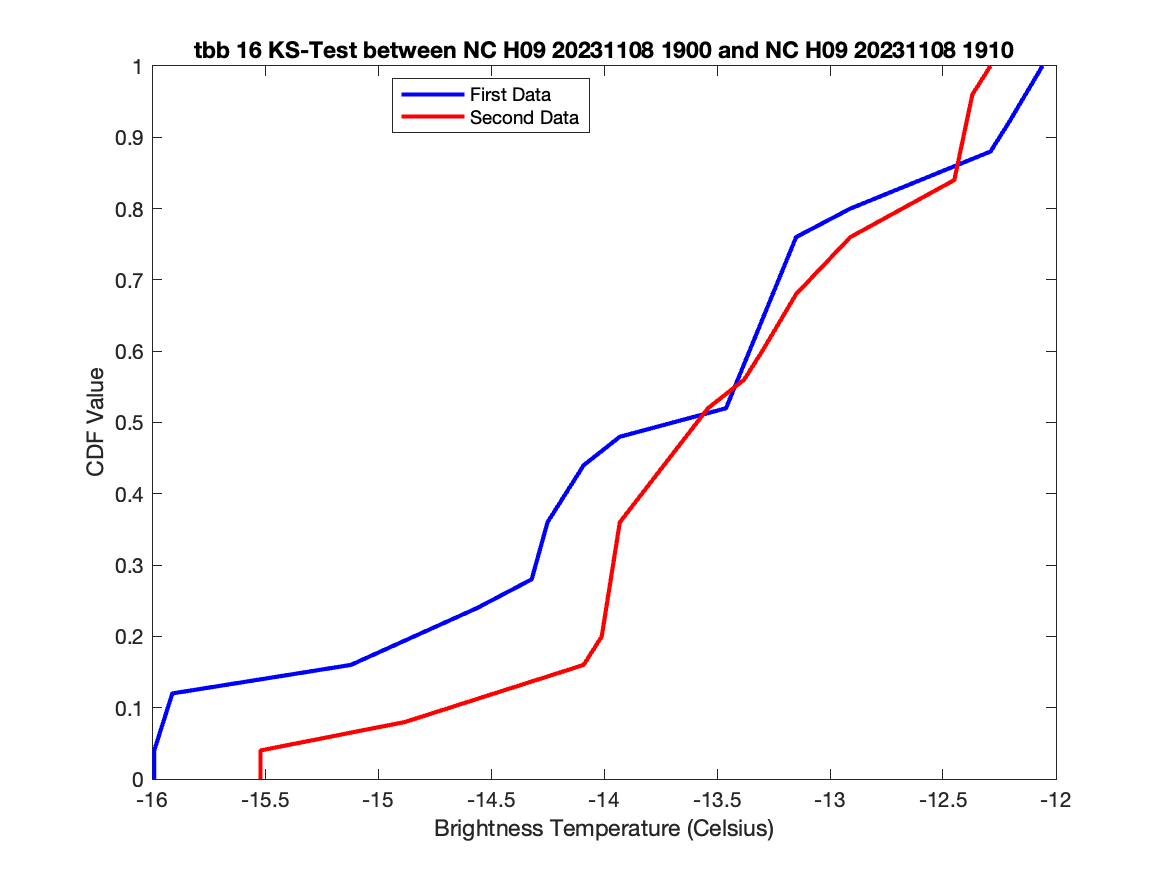 tbb 16 KS-Test between NC H09 20231108 1900 and NC H09 20231108 1910
First Data
Second Data
CDF Value
1
0.9
0.8
0.7
0.6
0.5
0.4
0.3
0.2
0.1
0
-16 -15.5 -15 -14.5 -14 -13.5 -13 -12.5 -12
Brightness Temperature (Celsius)